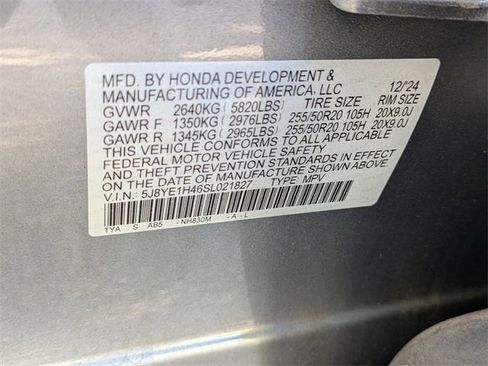 MFD. BY HONDA DEVELOPMENT &
MANUFACTURING OF AMERICA, LLC 12/24
GVWR 2640KG ( 5820LBS) TIRE SIZE RIM SIZE
GAWR F 1350KG ( 2976LBS) 255/50R20 105H 20X9.0J
GAWR R 1345KG ( 2965LBS) 255/50R20 105H 20X9.0J
THIS VEHICLE CONFORMS TO ALL APPLICABLE
FEDERAL MOTOR VEHICLE SAFETY
AND THEFT PREVENTION STANDARDS IN EFFECT
ON THE DATE OF MANUFACTURE SHOWN ABOVE.
V.I.N.: 5J8YE1H46SL021827 TYPE: MPV
TYA S AB5 -NH830M -A-L